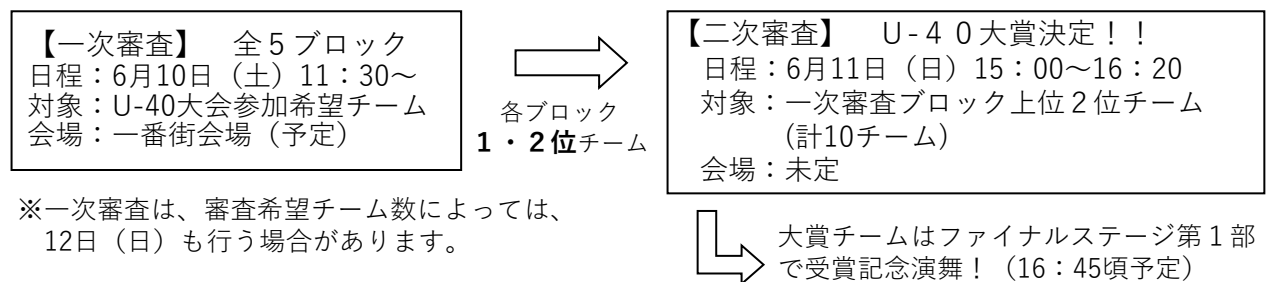 【一次審査】　全５ブロック
日程：6月10日（土）11：30～
対象：U-40大会参加希望チーム
会場：一番街会場（予定）
各ブロック
１・２位チーム
【二次審査】　U-４０大賞決定！！
日程：6月11日（日）15：00～16：20
対象：一次審査ブロック上位２位チーム
(計10チーム)
会場：未定
※一次審査は、審査希望チーム数によっては、
12日（日）も行う場合があります。
大賞チームはファイナルステージ第１部
で受賞記念演舞！（16：45頃予定）